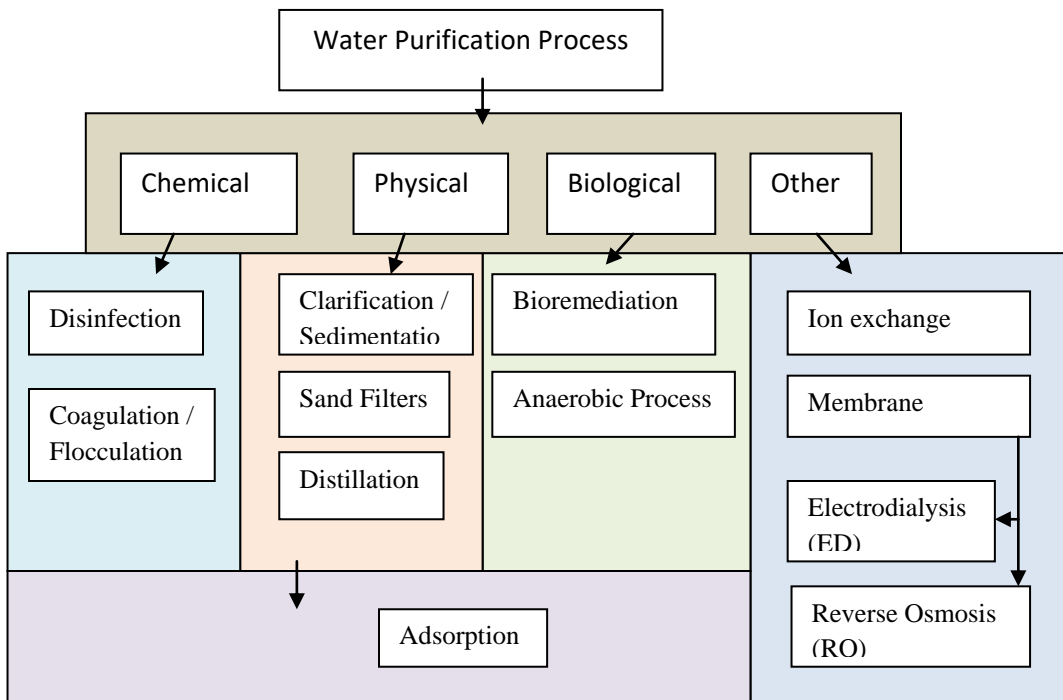 Water Purification Process
Chemical
Physical
Biological
Other
Disinfection
Coagulation /
Flocculation
Clarification /
Sedimentatio
Sand Filters
Distillation
Bioremediation
Anaerobic Process
Ion exchange
Membrane
Electrodialysis
(ED)
Reverse Osmosis
(RO)
Adsorption